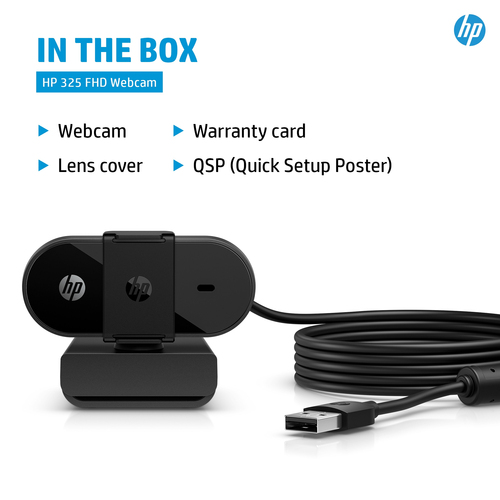 IN THE BOX
hp
HP 325 FHD Webcam
Webcam
Warranty card
Lens cover
QSP (Quick Setup Poster)
hp
hp